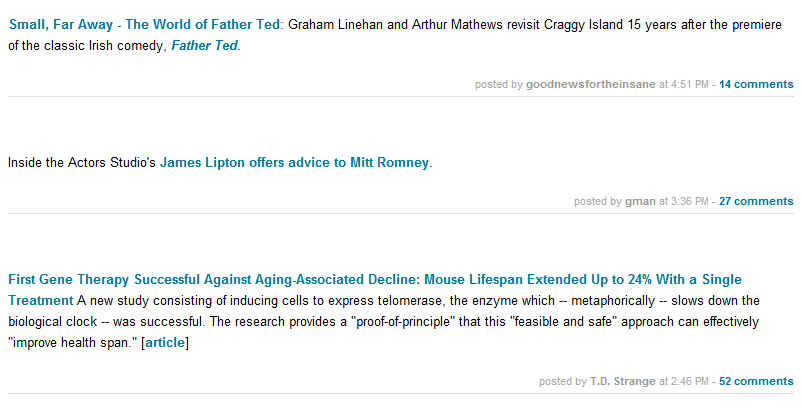 Small, Far Away - The World of Father Ted: Graham Linehan and Arthur Mathews revisit Craggy Island 15 years after the premiere
of the classic Irish comedy, Father Ted.
posted by goodnewsfortheinsane at 4:51 PM - 14 comments
Inside the Actors Studio's James Lipton offers advice to Mitt Romney.
posted by gman at 3:36 PM - 27 comments
First Gene Therapy Successful Against Aging-Associated Decline: Mouse Lifespan Extended Up to 24% With a Single
Treatment A new study consisting of inducing cells to express telomerase, the enzyme which -- metaphorically -- slows down the
biological clock -- was successful. The research provides a "proof-of-principle" that this "feasible and safe" approach can effectively
"improve health span." [article]
posted by T.D. Strange at 2:46 PM - 52 comments